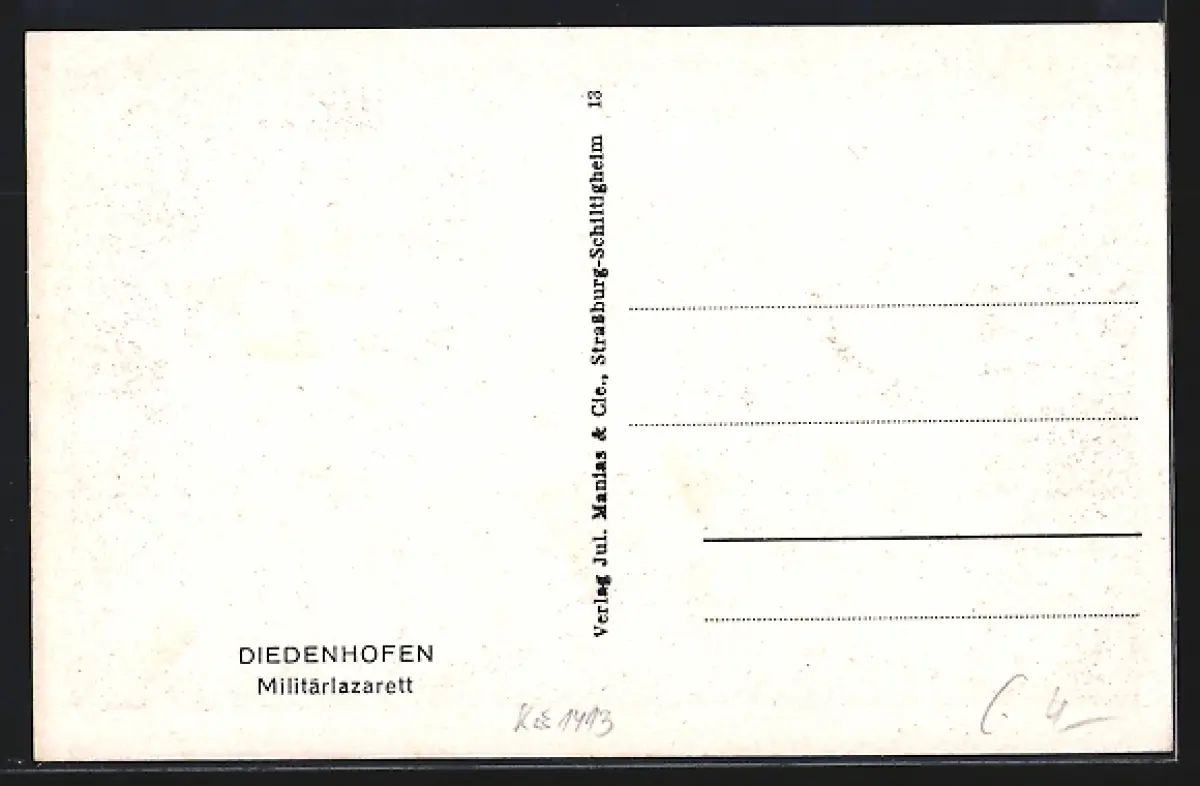 DIEDENHOFEN
Militärlazarett
Verlag Jul. Manias & Cie., Straßburg-Schiltigheim 13